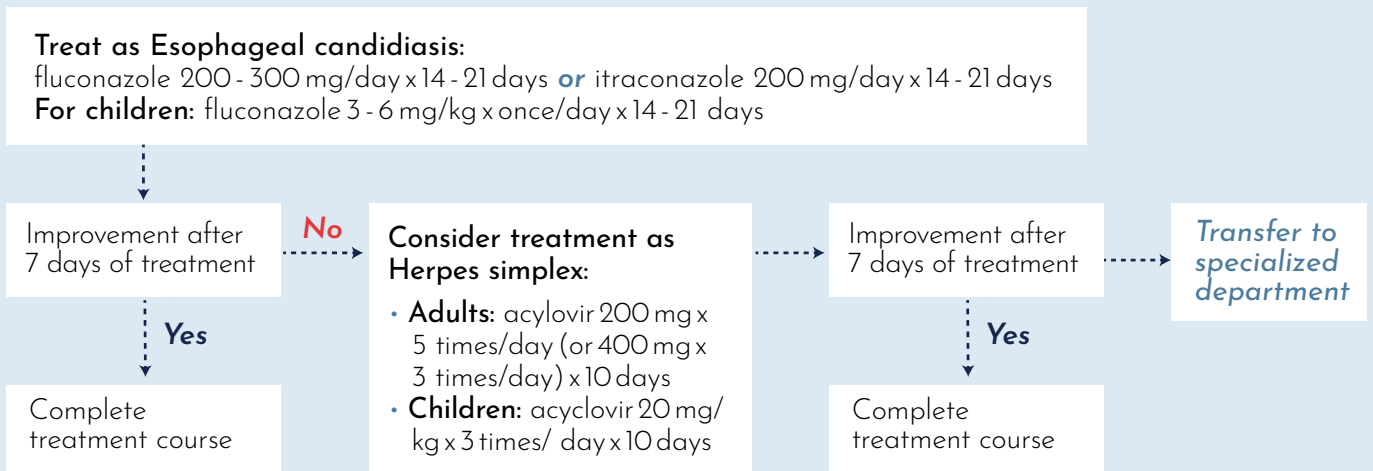 Treat as Esophageal candidiasis:
fluconazole 200 - 300 mg/day x 14 - 21 days or itraconazole 200 mg/day x 14 - 21 days
For children: fluconazole 3 - 6 mg/kg x once/day x 14 - 21 days
Improvement after
7 days of treatment
No
Yes
Complete
treatment course
Consider treatment as
Herpes simplex:
• Adults: acylovir 200 mg x
5 times/day (or 400 mg x
3 times/day) x 10 days
• Children: acyclovir 20 mg/
kg x 3 times/ day x 10 days
Improvement after
7 days of treatment
Yes
Complete
treatment course
Transfer to
specialized
department